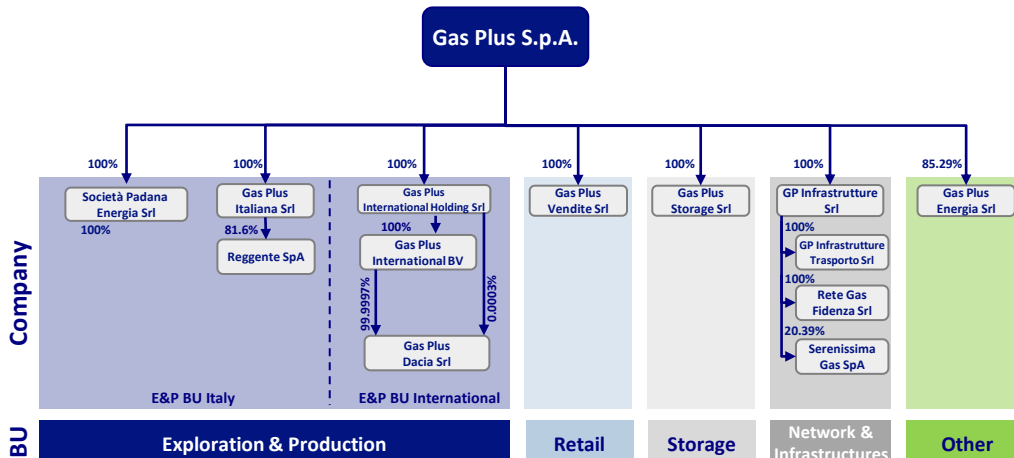 Gas Plus S.p.A.
100%
100%
100%
100%
100%
100%
85.29%
Società Padana
Energia Srl
100%
Gas Plus
Italiana Srl
81.6%
Reggente SpA
Gas Plus
International Holding Srl
100%
Gas Plus
International BV
99.9997%
0.0003%
Gas Plus
Dacia Srl
Gas Plus
Vendite Srl
Gas Plus
Storage Srl
GP Infrastrutture
Srl
100%
GP Infrastrutture
Trasporto Srl
100%
Rete Gas
Fidenza Srl
20.39%
Serenissima
Gas SpA
Gas Plus
Energia Srl
Company
E&P BU Italy
E&P BU International
BU
Exploration & Production
Retail
Storage
Network &
Infrastructures
Other